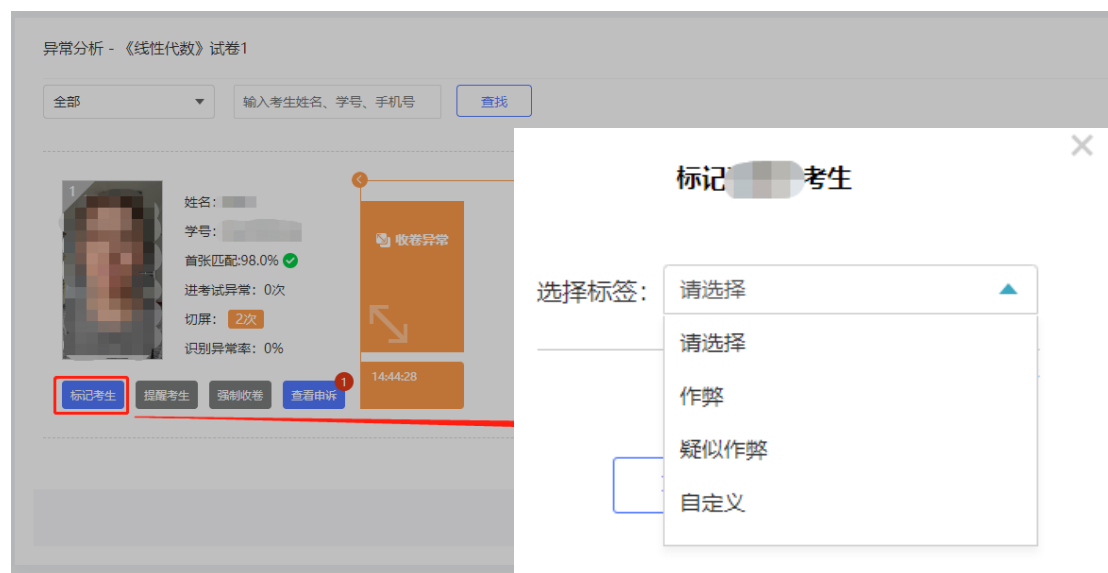 异常分析 - 《线性代数》试卷1
全部
输入考生姓名、学号、手机号
查找
1
姓名：
学号：
首张匹配:98.0%
进考试异常：0次
切屏： 2次
识别异常率：0%
收卷异常
14:44:28
标记考生
提醒考生
强制收卷
查看申诉
1
标记 考生
选择标签：
请选择
请选择
作弊
疑似作弊
自定义